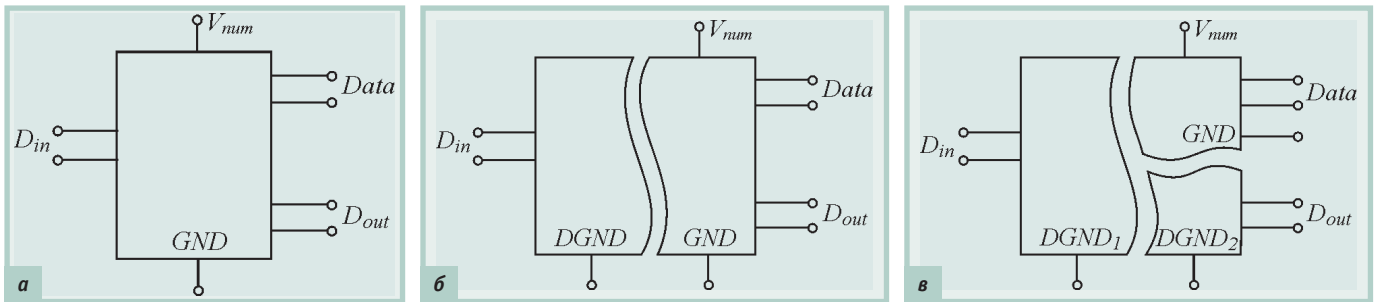 V_num
Data
D_in
D_out
GND
а
V_num
Data
D_in
D_out
DGND
GND
б
V_num
Data
GND
D_in
D_out
DGND_1
DGND_2
в